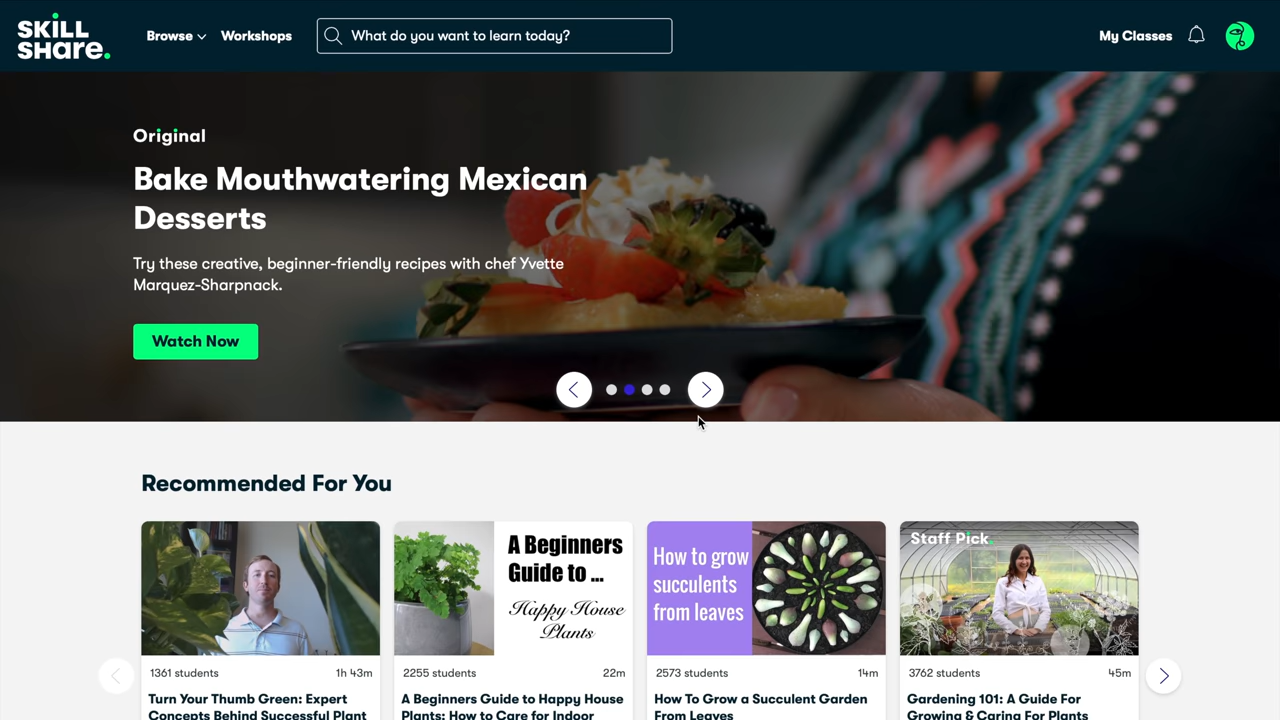 SKiLL
SHare.
Browse
Workshops
What do you want to learn today?
My Classes
Original
Bake Mouthwatering Mexican
Desserts
Try these creative, beginner-friendly recipes with chef Yvette
Marquez-Sharpnack.
Watch Now
Recommended For You
A Beginners
Guide to ...
Happy House
Plants
How to grow
succulents
from leaves
Staff Pick.
1361 students
1h 43m
2255 students
22m
2573 students
14m
3762 students
45m
Turn Your Thumb Green: Expert
Concepts Behind Successful Plant
A Beginners Guide to Happy House
Plants: How to Care for Indoor
How To Grow a Succulent Garden
From Leaves
Gardening 101: A Guide For
Growing & Caring For Plants